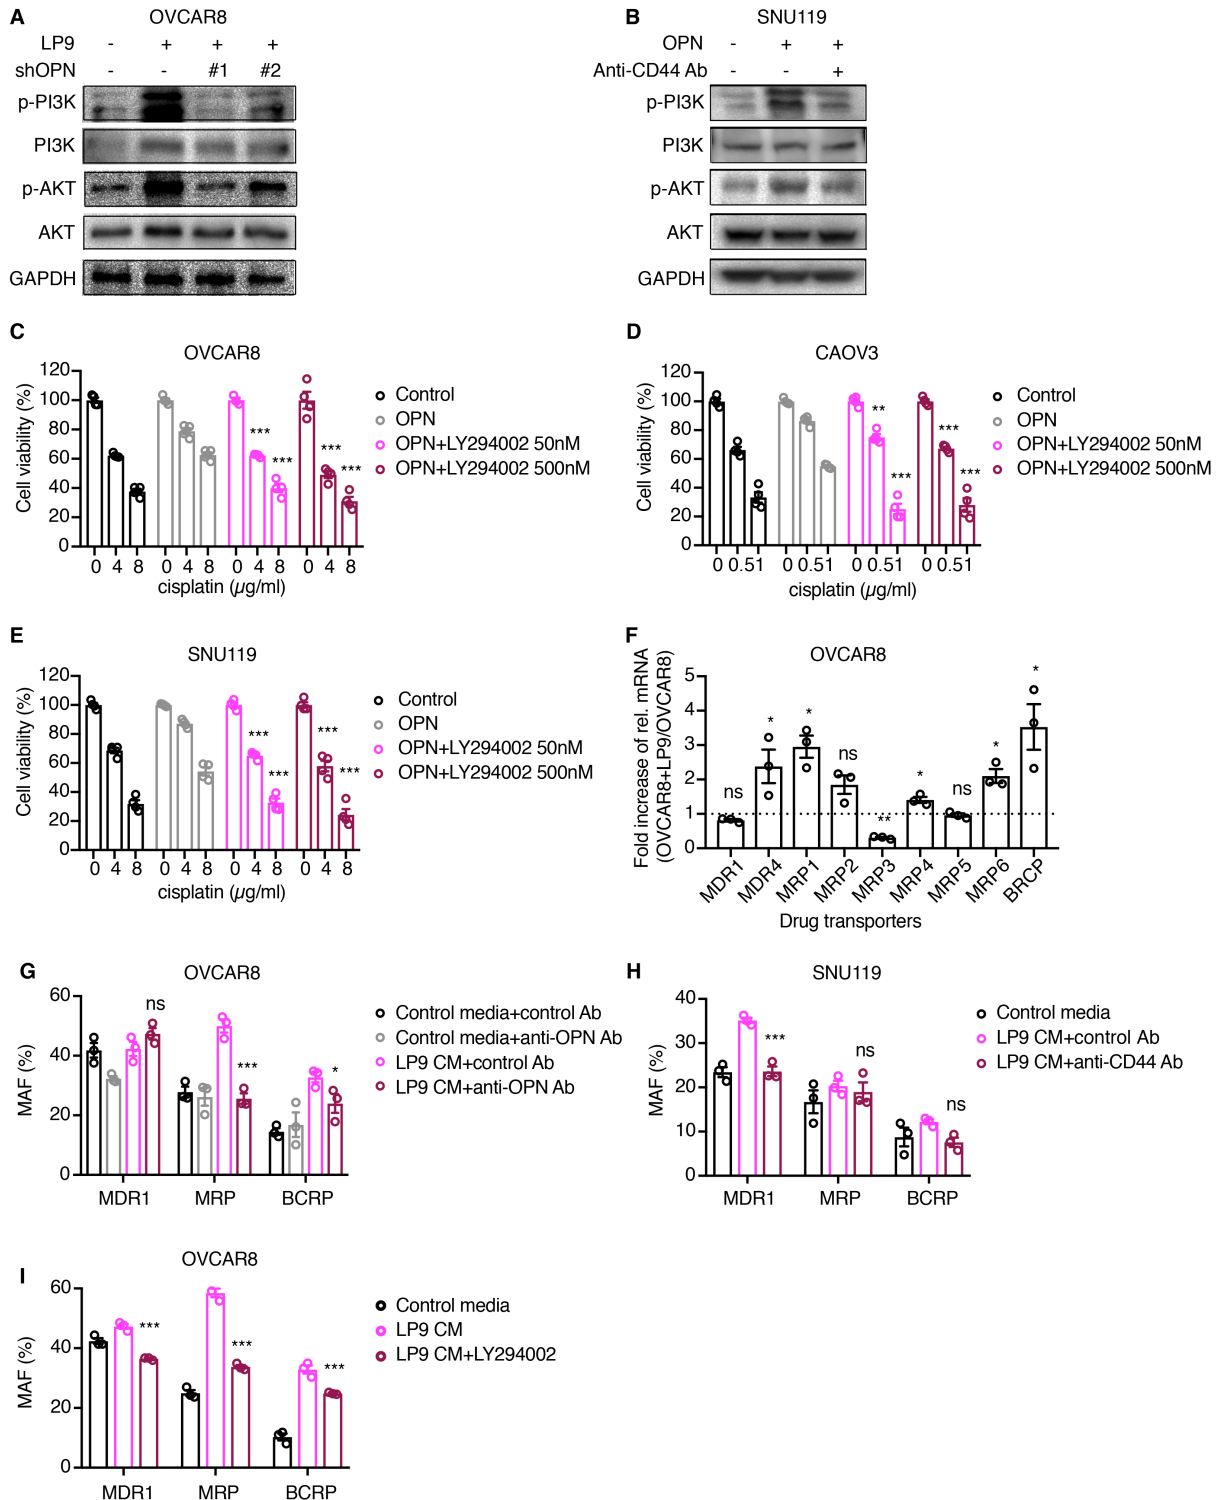 A
OVCAR8
LP9 - + + +
shOPN - - #1 #2
p-PI3K
PI3K
p-AKT
AKT
GAPDH
B
SNU119
OPN - + +
Anti-CD44 Ab - - +
p-PI3K
PI3K
p-AKT
AKT
GAPDH
C
OVCAR8
Cell viability (%)
120
100
80
60
40
20
0
*** *** *** ***
0 4 8 0 4 8 0 4 8 0 4 8
cisplatin (µg/ml)
Control
OPN
OPN+LY294002 50nM
OPN+LY294002 500nM
D
CAOV3
Cell viability (%)
120
100
80
60
40
20
0
** *** *** ***
0 0.51 0 0.51 0 0.51 0 0.51
cisplatin (µg/ml)
Control
OPN
OPN+LY294002 50nM
OPN+LY294002 500nM
E
SNU119
Cell viability (%)
120
100
80
60
40
20
0
*** *** *** ***
0 4 8 0 4 8 0 4 8 0 4 8
cisplatin (µg/ml)
Control
OPN
OPN+LY294002 50nM
OPN+LY294002 500nM
F
OVCAR8
Fold increase of rel. mRNA
(OVCAR8+LP9/OVCAR8)
5
4
3
2
1
0
ns * * ns ** * ns * *
MDR1 MDR4 MRP1 MRP2 MRP3 MRP4 MRP5 MRP6 BRCP
Drug transporters
G
OVCAR8
MAF (%)
60
40
20
0
ns *** *
MDR1 MRP BCRP
Control media+control Ab
Control media+anti-OPN Ab
LP9 CM+control Ab
LP9 CM+anti-OPN Ab
H
SNU119
MAF (%)
40
30
20
10
0
*** ns ns
MDR1 MRP BCRP
Control media
LP9 CM+control Ab
LP9 CM+anti-CD44 Ab
I
OVCAR8
MAF (%)
60
40
20
0
*** *** ***
MDR1 MRP BCRP
Control media
LP9 CM
LP9 CM+LY294002